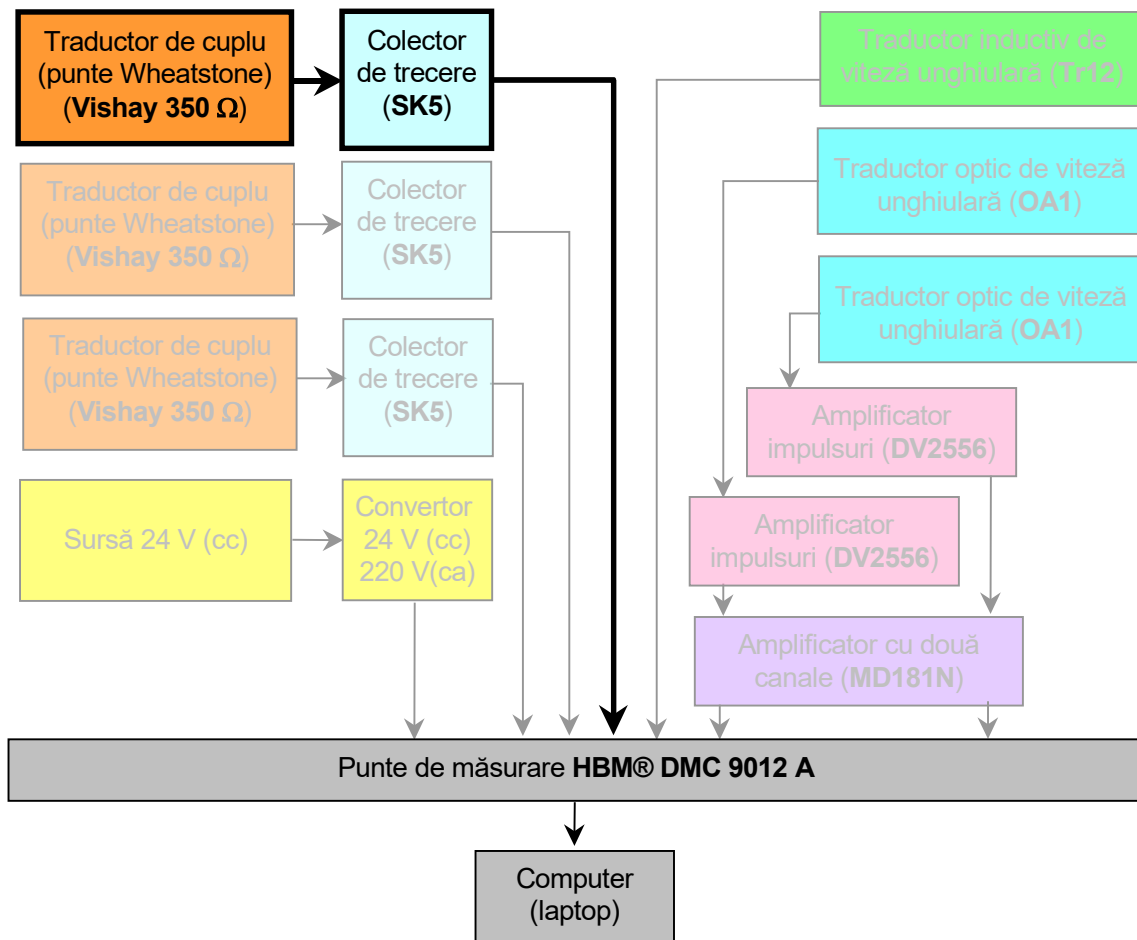 Traductor de cuplu
(punte Wheatstone)
(Vishay 350 Ω)
Colector
de trecere
(SK5)
Traductor inductiv de
viteză unghiulară (Tr12)
Traductor de cuplu
(punte Wheatstone)
(Vishay 350 Ω)
Colector
de trecere
(SK5)
Traductor optic de viteză
unghiulară (OA1)
Traductor de cuplu
(punte Wheatstone)
(Vishay 350 Ω)
Colector
de trecere
(SK5)
Traductor optic de viteză
unghiulară (OA1)
Amplificator
impulsuri (DV2556)
Sursă 24 V (cc)
Convertor
24 V (cc)
220 V(ca)
Amplificator
impulsuri (DV2556)
Amplificator cu două
canale (MD181N)
Punte de măsurare HBM® DMC 9012 A
Computer
(laptop)